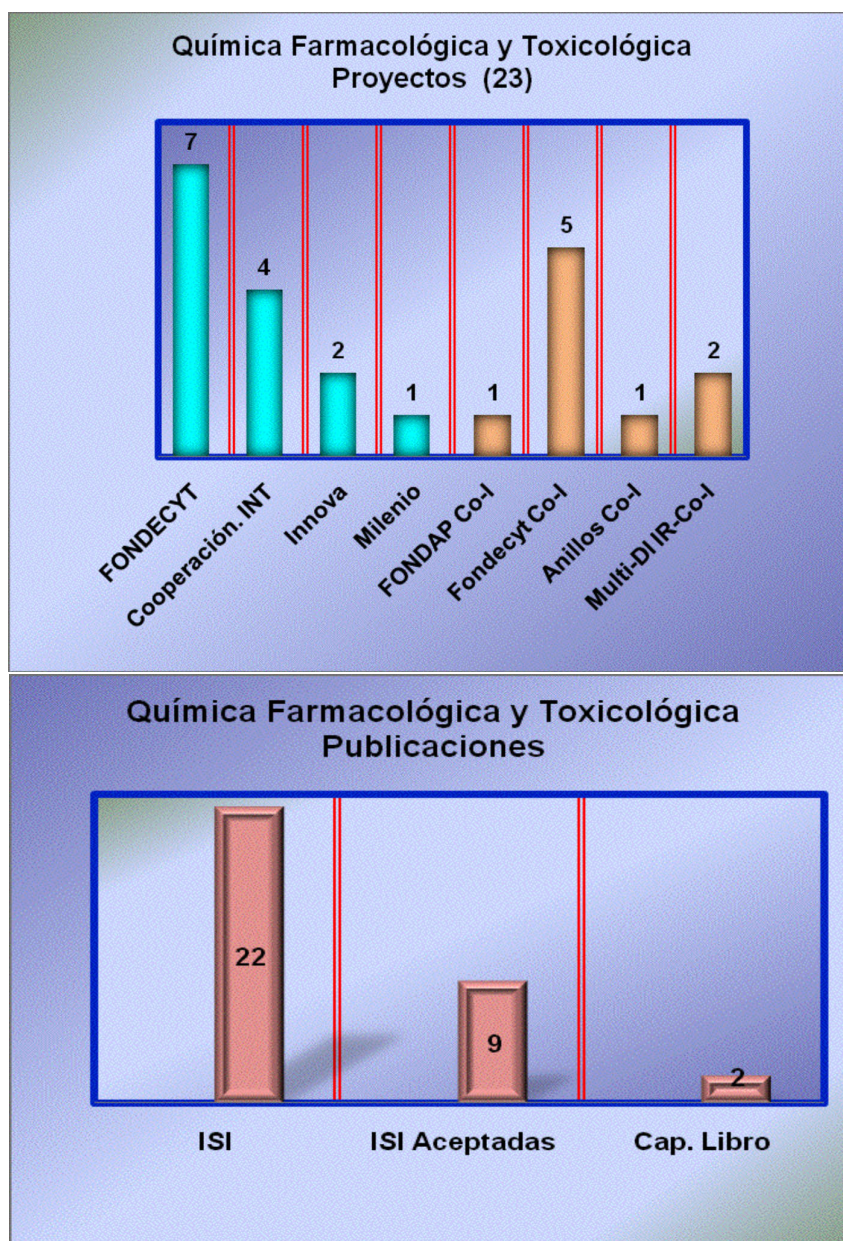 Química Farmacológica y Toxicológica
Proyectos (23)
7
4
2
1
1
5
1
2
FONDECYT
Cooperación. INT
Innova
Milenio
FONDAP Co-I
Fondecyt Co-I
Anillos Co-I
Multi-DI IR-Co-I
Química Farmacológica y Toxicológica
Publicaciones
22
9
2
ISI
ISI Aceptadas
Cap. Libro